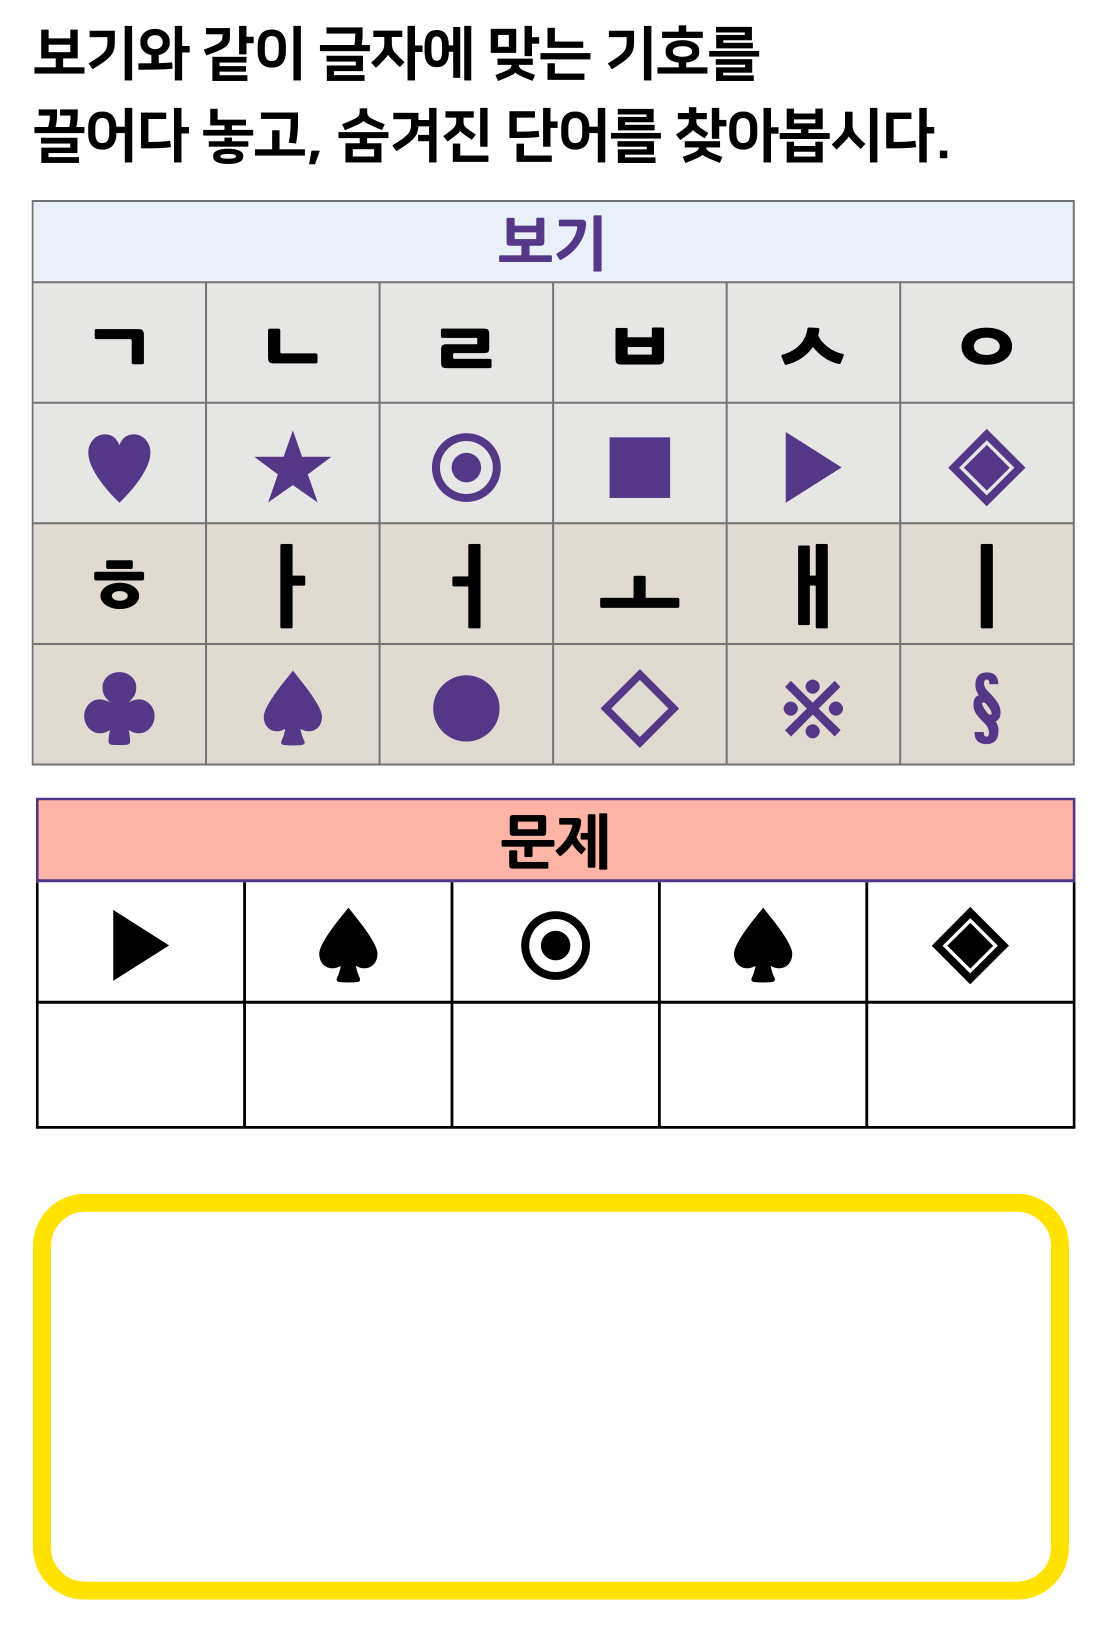 보기와 같이 글자에 맞는 기호를
끌어다 놓고, 숨겨진 단어를 찾아봅시다.
보기
ㄱ ㄴ ㄹ ㅂ ㅅ ㅇ
♥ ★ ◉ ■ ▶ ◈
ㅎ ㅏ ㅓ ㅗ ㅐ ㅣ
♣ ♠ ● ◇ ※ §
문제
▶ ♠ ◉ ♠ ◈